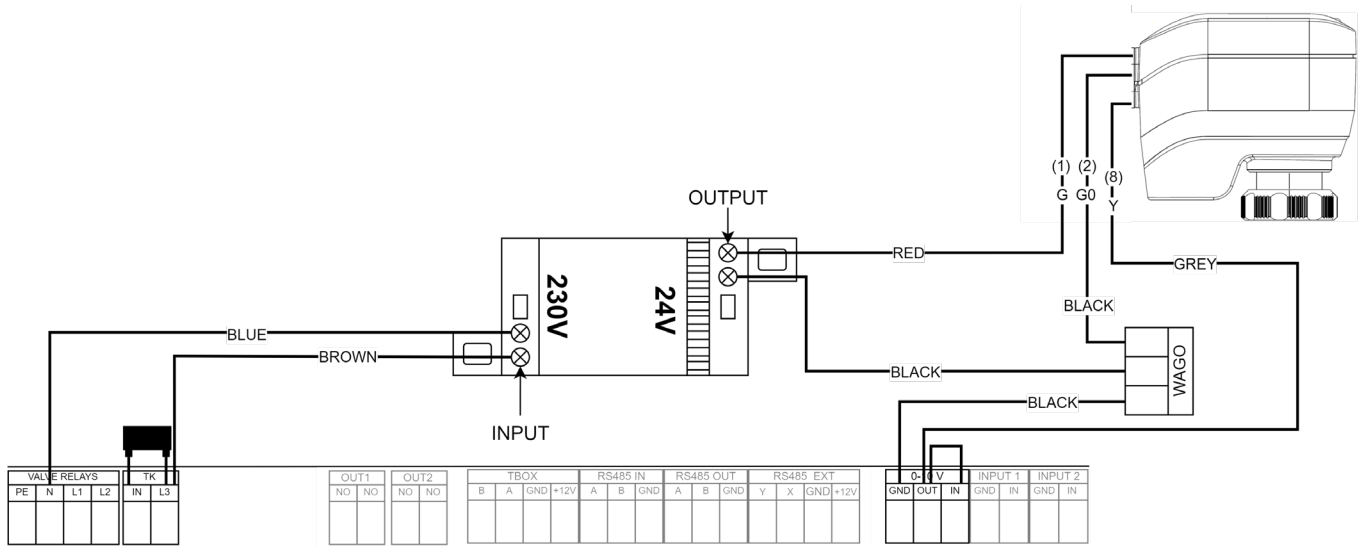 (1) (2) (8)
G G0 Y
OUTPUT
RED
GREY
230V 24V
BLACK
BLUE
BROWN
BLACK
WAGO
BLACK
INPUT
VALVE RELAYS TK OUT1 OUT2 TBOX RS485 IN RS485 OUT RS485 EXT 0- 0 V INPUT 1 INPUT 2
PE N L1 L2 IN L3 NO NO NO NO B A GND +12V A B GND A B GND Y X GND +12V GND OUT IN GND IN GND IN